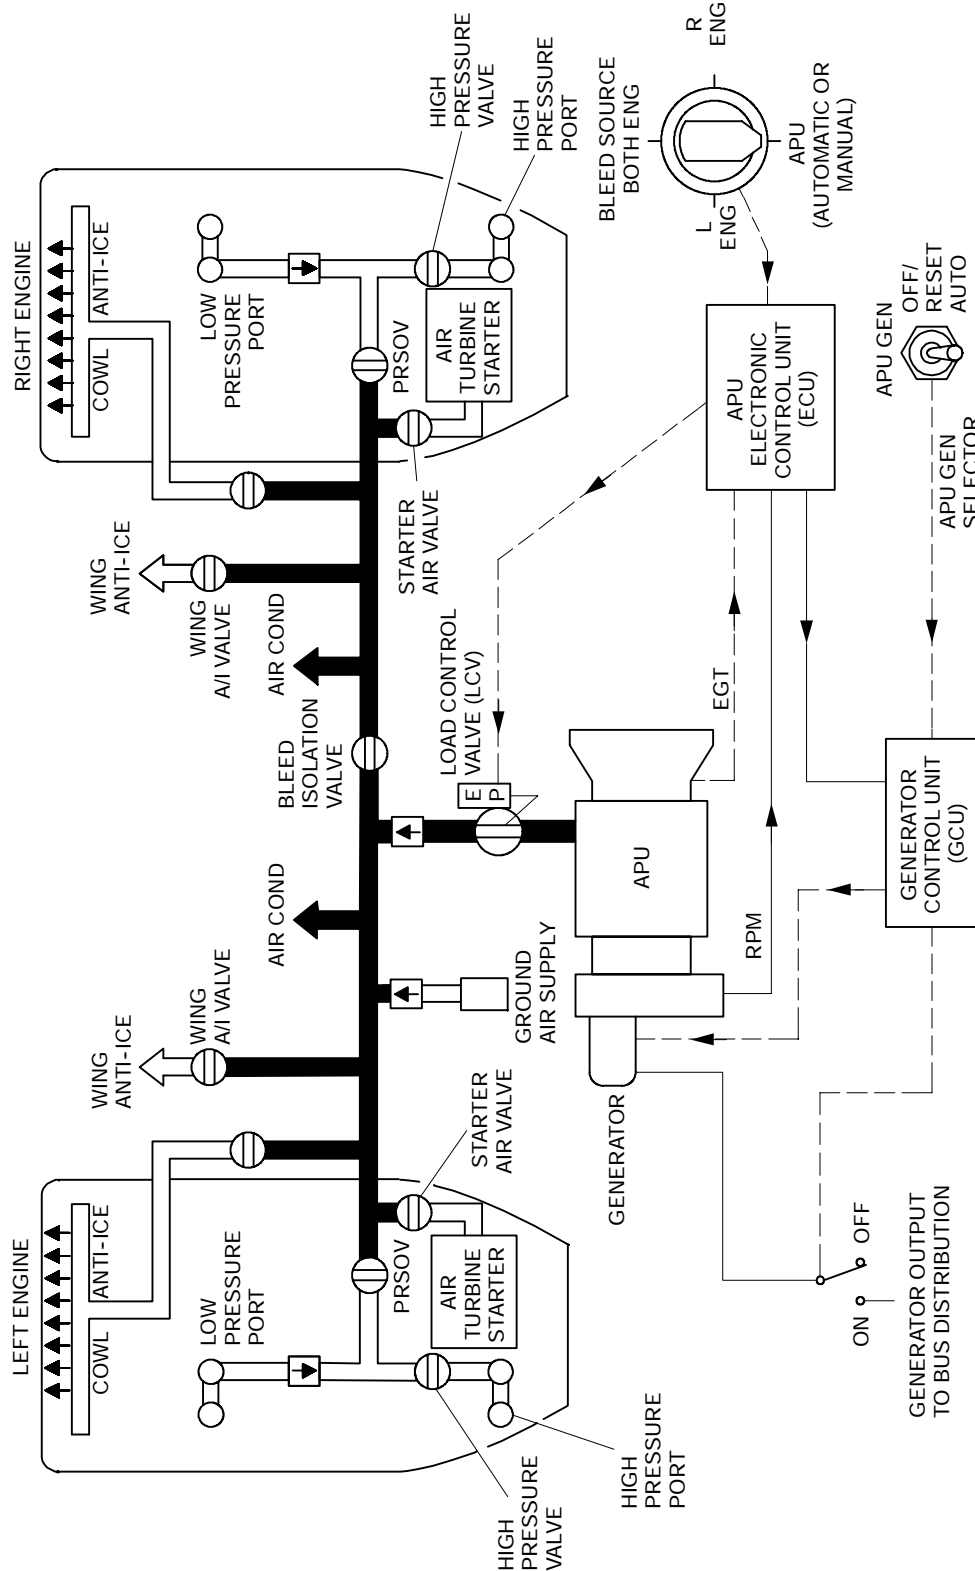 LEFT ENGINE
COWL
ANTI-ICE
LOW
PRESSURE
PORT
HIGH
PRESSURE
VALVE
HIGH
PRESSURE
PORT
AIR
TURBINE
STARTER
PRSOV
STARTER
AIR VALVE
WING
ANTI-ICE
WING
A/I VALVE
AIR COND
GROUND
AIR SUPPLY
BLEED
ISOLATION
VALVE
AIR COND
WING
ANTI-ICE
WING
A/I VALVE
LOAD CONTROL
VALVE (LCV)
E
P
STARTER
AIR VALVE
RIGHT ENGINE
COWL
ANTI-ICE
LOW
PRESSURE
PORT
PRSOV
AIR
TURBINE
STARTER
HIGH
PRESSURE
VALVE
HIGH
PRESSURE
PORT
GENERATOR
APU
EGT
RPM
APU
ELECTRONIC
CONTROL UNIT
(ECU)
BLEED SOURCE
BOTH ENG
L
ENG
R
ENG
APU
(AUTOMATIC OR
MANUAL)
GENERATOR
CONTROL UNIT
(GCU)
APU GEN
OFF/
RESET
AUTO
APU GEN
SELECTOR
ON
OFF
GENERATOR OUTPUT
TO BUS DISTRIBUTION